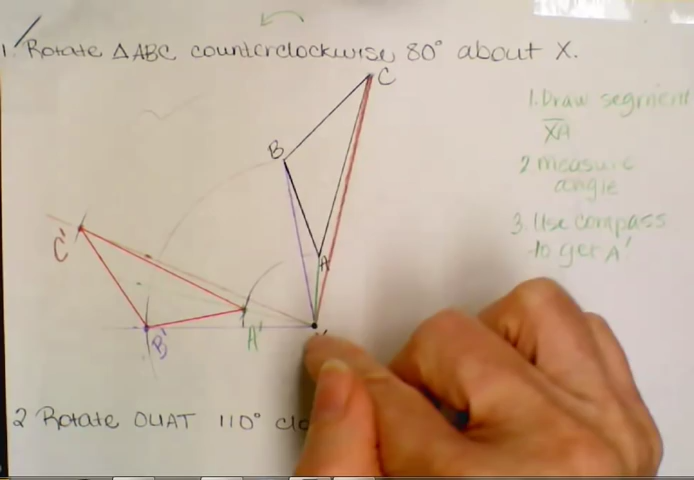 1. Rotate △ABC counterclockwise 80° about X.
C
B
A
C'
B'
A'
1. Draw segment
XA
2 measure
angle
3. Use compass
to get A'
2 Rotate OUAT 110° clo